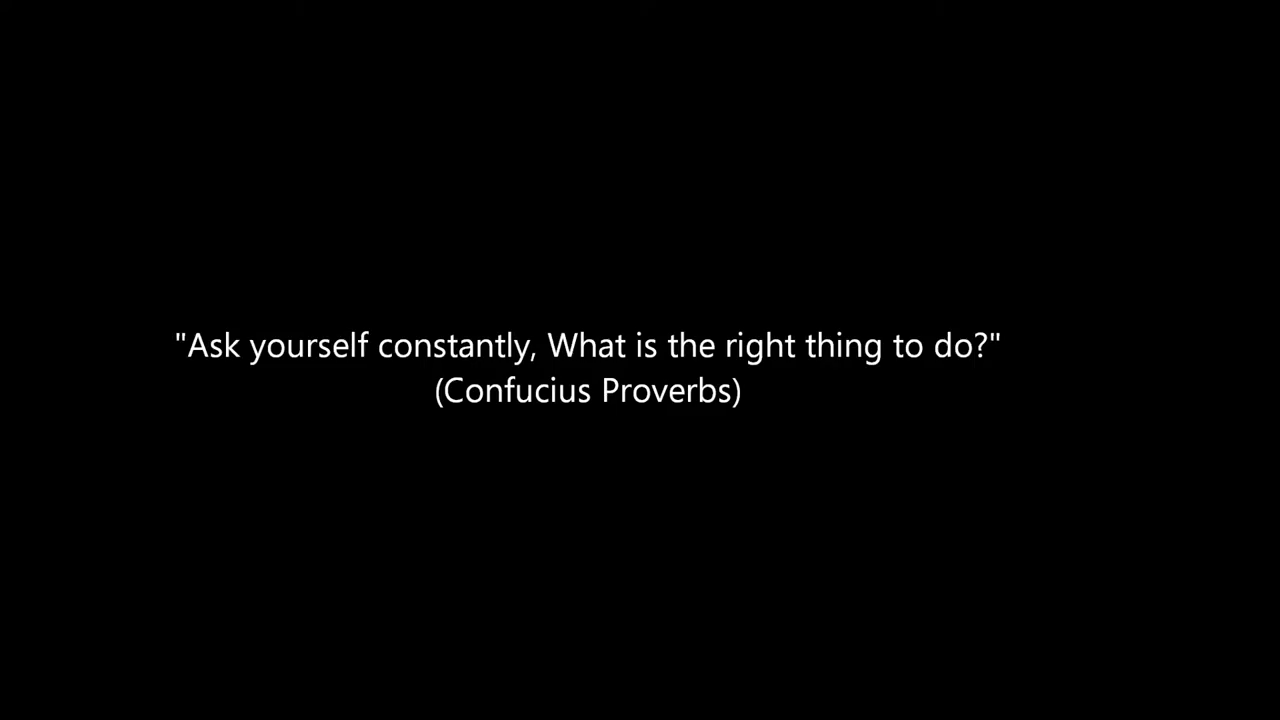 "Ask yourself constantly, What is the right thing to do?"
(Confucius Proverbs)